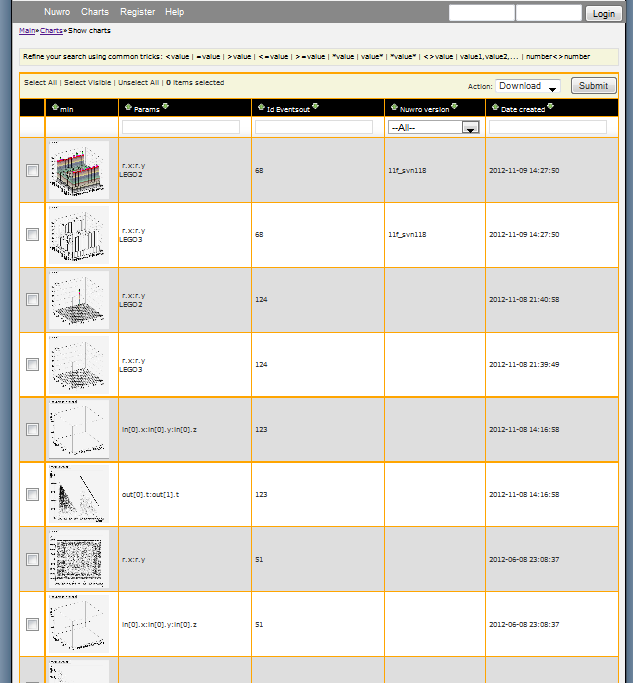 Nuwro Charts Register Help
Login
Main»Charts»Show charts
Refine your search using common tricks: <value | =value | >value | <=value | >=value | *value | value* | *value* | <>value | value1,value2,... | number<>number
Select All | Select Visible | Unselect All | 0 items selected
Action: Download Submit
min Params Id Eventsout Nuwro version Date created
--All--
r.x:r.y
LEGO2
68 11f_svn118 2012-11-09 14:27:50
r.x:r.y
LEGO3
68 11f_svn118 2012-11-09 14:27:50
r.x:r.y
LEGO2
124 2012-11-08 21:40:58
r.x:r.y
LEGO3
124 2012-11-08 21:39:49
in[0].x:in[0].y:in[0].z 123 2012-11-08 14:16:58
out[0].t:out[1].t 123 2012-11-08 14:16:58
r.x:r.y 51 2012-06-08 23:08:37
in[0].x:in[0].y:in[0].z 51 2012-06-08 23:08:37